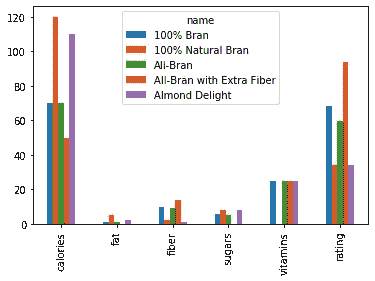 name
100% Bran
100% Natural Bran
All-Bran
All-Bran with Extra Fiber
Almond Delight
120
100
80
60
40
20
0
calories
fat
fiber
sugars
vitamins
rating